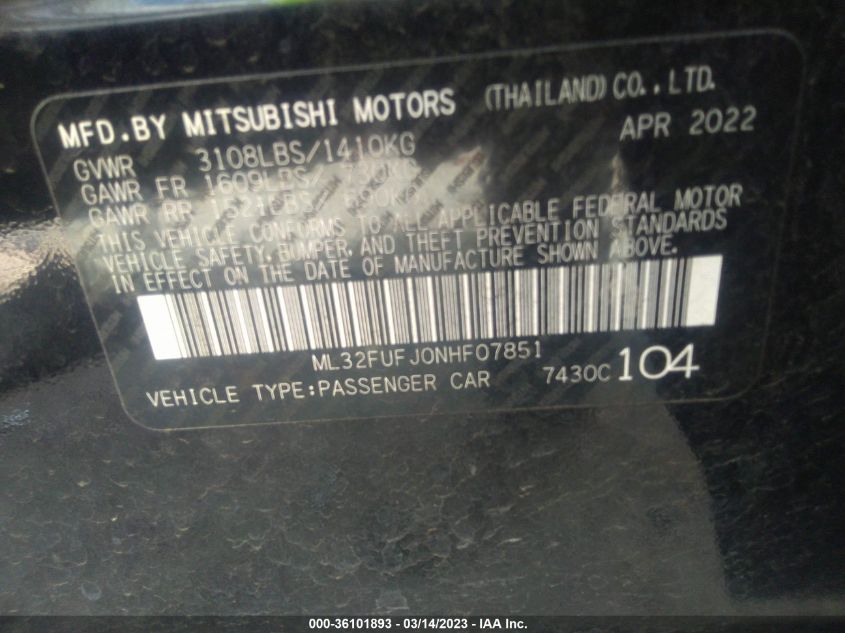 MFD.BY MITSUBISHI MOTORS (THAILAND) CO., LTD.
APR 2022
GVWR 3108LBS/1410KG
GAWR FR 1609LBS/
GAWR RR
THIS VEHICLE CONFORMS TO ALL APPLICABLE FEDERAL MOTOR
VEHICLE SAFETY, BUMPER, AND THEFT PREVENTION STANDARDS
IN EFFECT ON THE DATE OF MANUFACTURE SHOWN ABOVE.
ML32FUFJ0NHF07851
VEHICLE TYPE:PASSENGER CAR 7430C 104
000-36101893 / 03/14/2023 - IAA Inc.